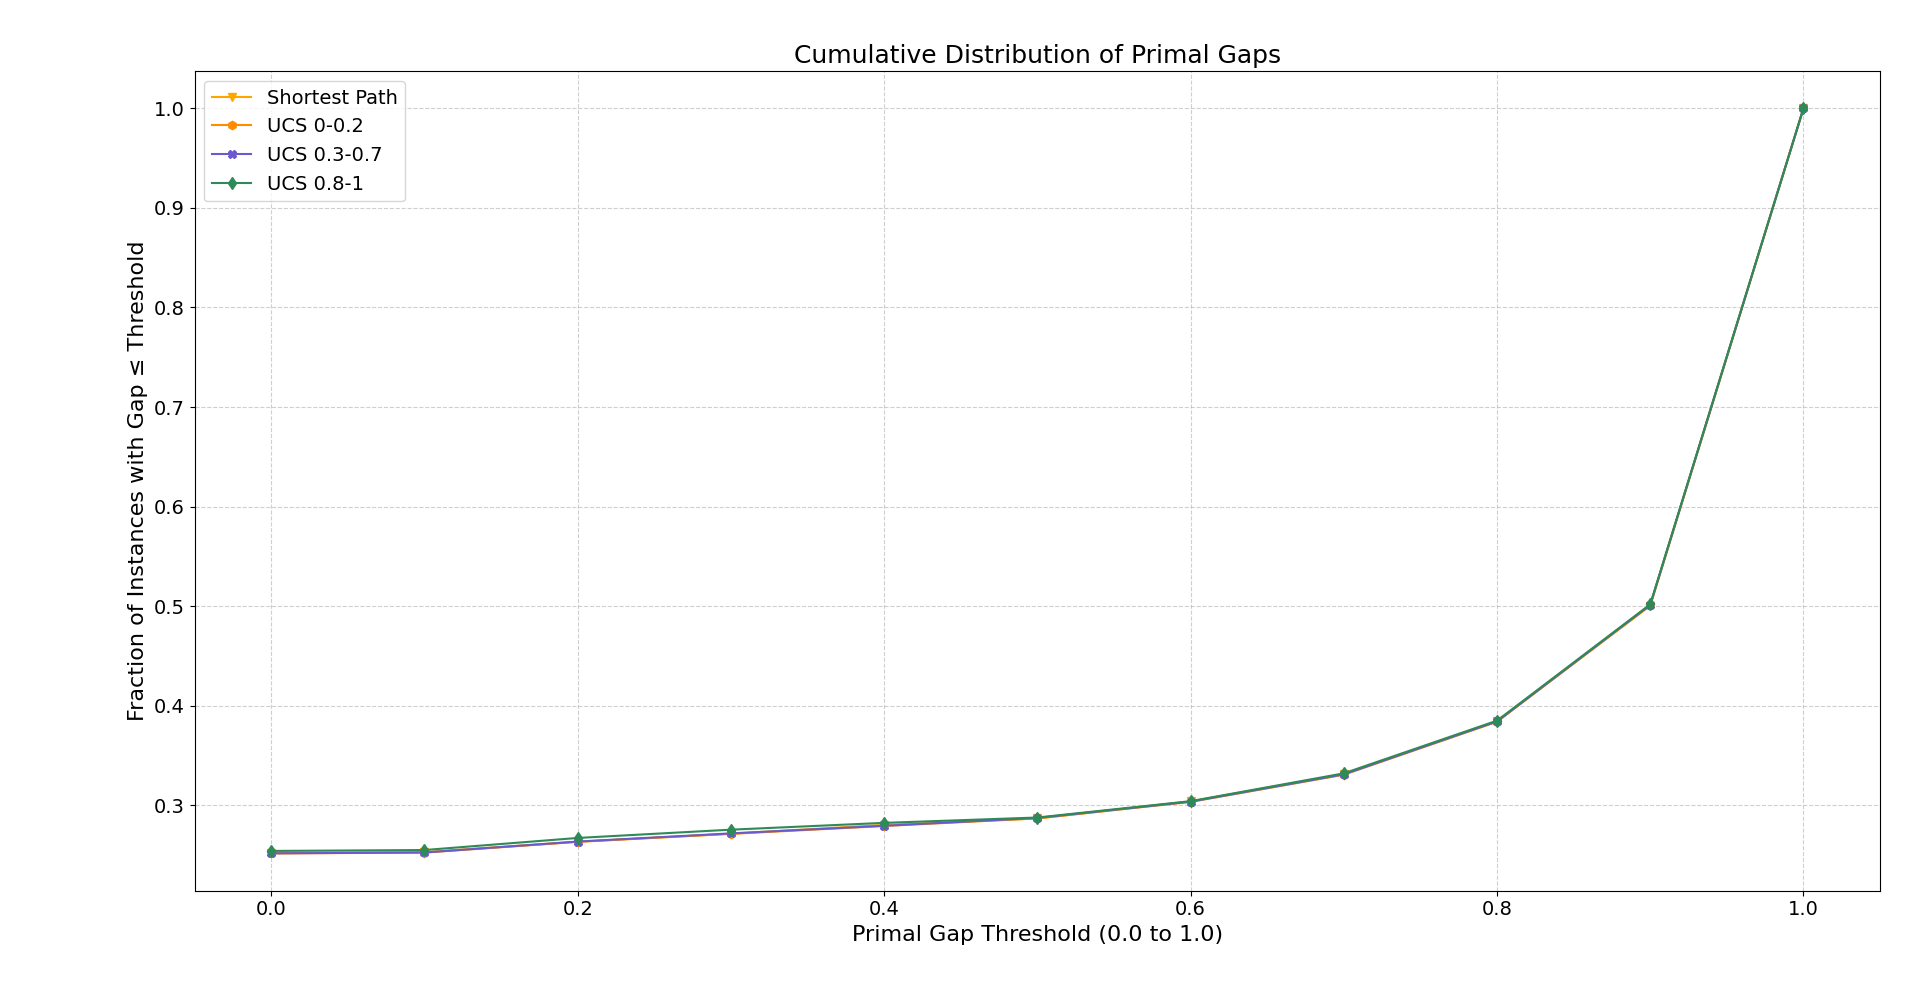 Cumulative Distribution of Primal Gaps
Shortest Path
UCS 0-0.2
UCS 0.3-0.7
UCS 0.8-1
Fraction of Instances with Gap ≤ Threshold
1.0
0.9
0.8
0.7
0.6
0.5
0.4
0.3
0.0 0.2 0.4 0.6 0.8 1.0
Primal Gap Threshold (0.0 to 1.0)